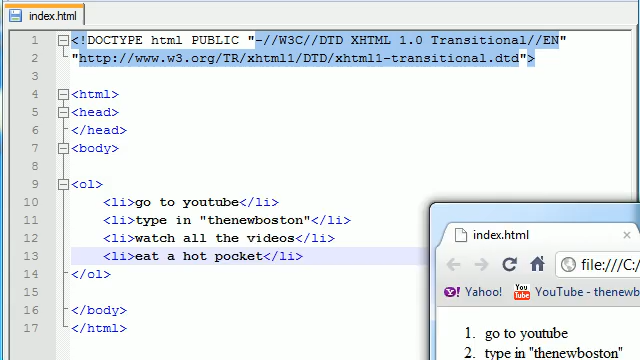 index.html
1 <!DOCTYPE html PUBLIC "-//W3C//DTD XHTML 1.0 Transitional//EN"
2 "http://www.w3.org/TR/xhtml1/DTD/xhtml1-transitional.dtd">
3
4 <html>
5 <head>
6 </head>
7 <body>
8
9 <ol>
10 <li>go to youtube</li>
11 <li>type in "thenewboston"</li>
12 <li>watch all the videos</li>
13 <li>eat a hot pocket</li>
14 </ol>
15
16 </body>
17 </html>
index.html
file:///C:/
Yahoo! YouTube - thenewb
1. go to youtube
2. type in "thenewboston"